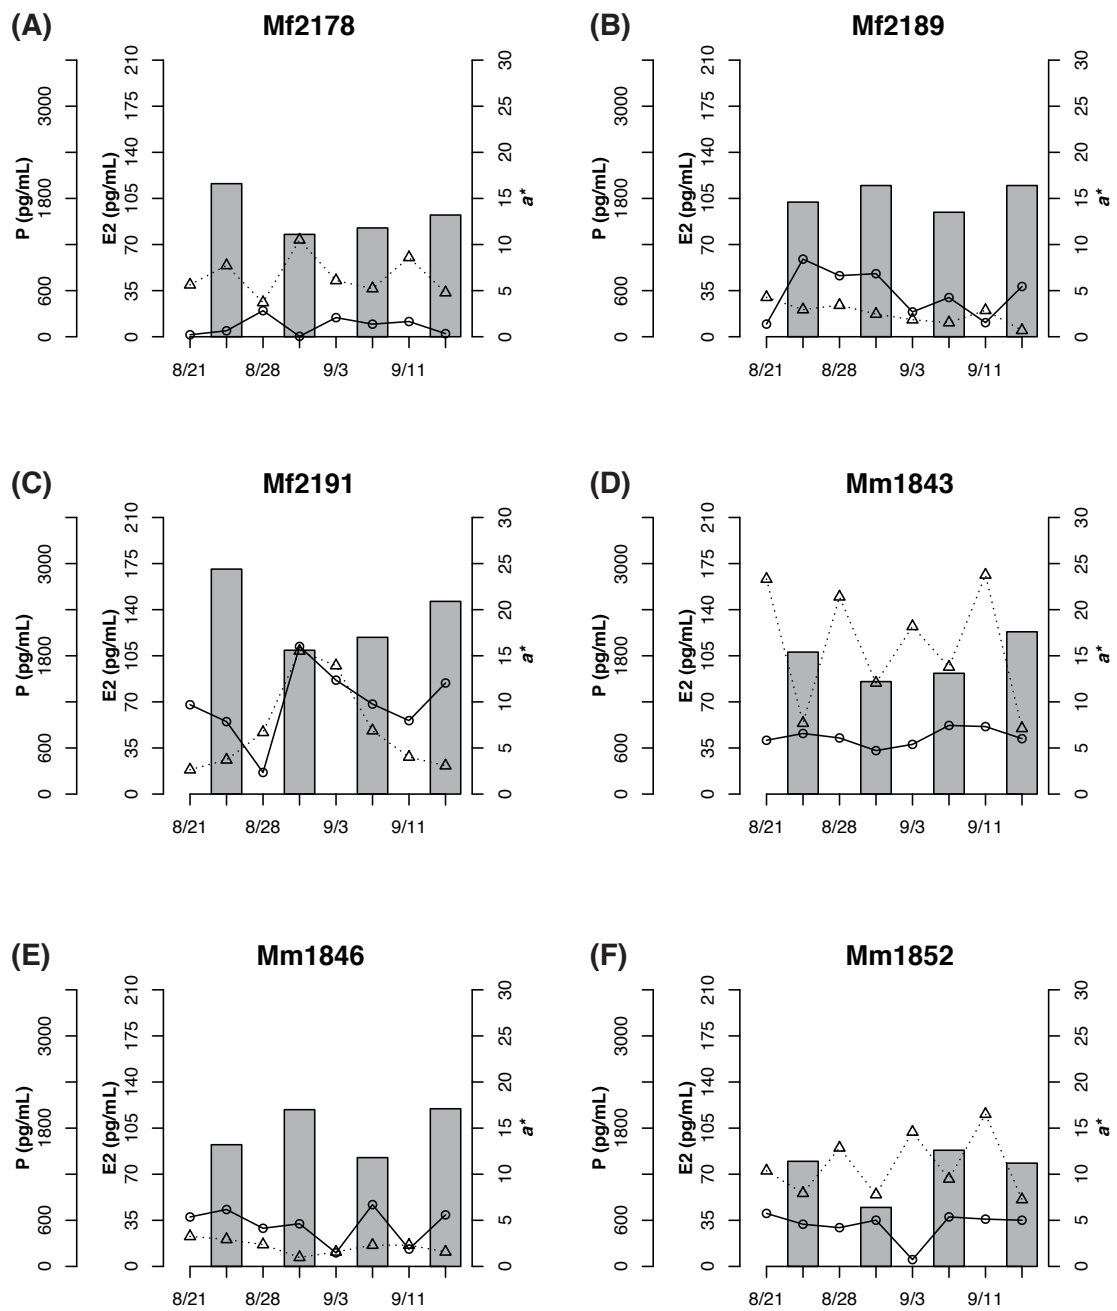 (A) Mf2178
P (pg/mL)
0 600 1800 3000
E2 (pg/mL)
0 35 70 105 140 175 210
a*
0 5 10 15 20 25 30
8/21 8/28 9/3 9/11
(B) Mf2189
P (pg/mL)
0 600 1800 3000
E2 (pg/mL)
0 35 70 105 140 175 210
a*
0 5 10 15 20 25 30
8/21 8/28 9/3 9/11
(C) Mf2191
P (pg/mL)
0 600 1800 3000
E2 (pg/mL)
0 35 70 105 140 175 210
a*
0 5 10 15 20 25 30
8/21 8/28 9/3 9/11
(D) Mm1843
P (pg/mL)
0 600 1800 3000
E2 (pg/mL)
0 35 70 105 140 175 210
a*
0 5 10 15 20 25 30
8/21 8/28 9/3 9/11
(E) Mm1846
P (pg/mL)
0 600 1800 3000
E2 (pg/mL)
0 35 70 105 140 175 210
a*
0 5 10 15 20 25 30
8/21 8/28 9/3 9/11
(F) Mm1852
P (pg/mL)
0 600 1800 3000
E2 (pg/mL)
0 35 70 105 140 175 210
a*
0 5 10 15 20 25 30
8/21 8/28 9/3 9/11